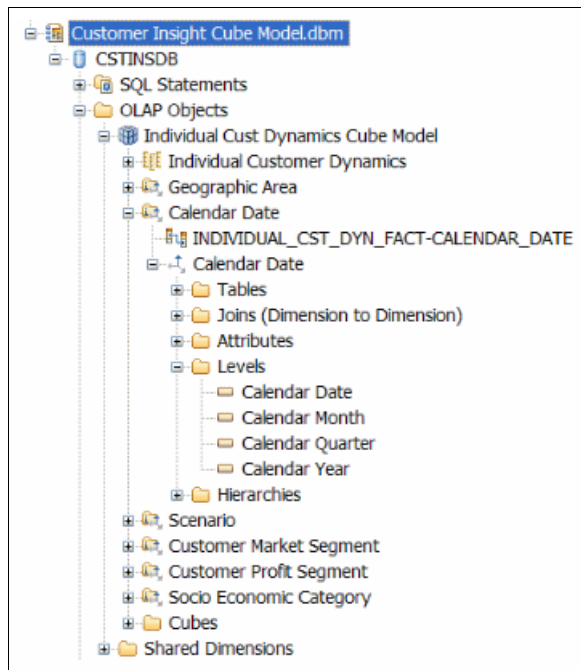 Customer Insight Cube Model.dbm
CSTINSDB
SQL Statements
OLAP Objects
Individual Cust Dynamics Cube Model
Individual Customer Dynamics
Geographic Area
Calendar Date
INDIVIDUAL_CST_DYN_FACT-CALENDAR_DATE
Calendar Date
Tables
Joins (Dimension to Dimension)
Attributes
Levels
Calendar Date
Calendar Month
Calendar Quarter
Calendar Year
Hierarchies
Scenario
Customer Market Segment
Customer Profit Segment
Socio Economic Category
Cubes
Shared Dimensions